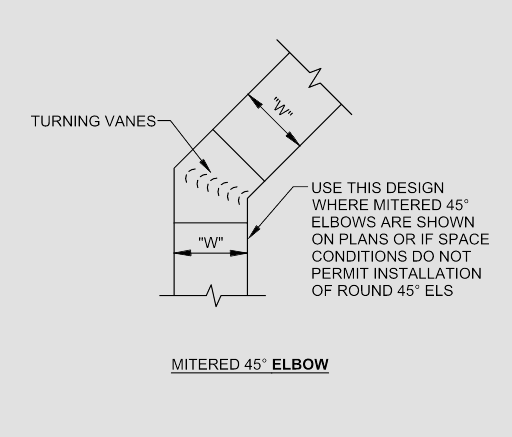 "W"
TURNING VANES
USE THIS DESIGN
WHERE MITERED 45°
ELBOWS ARE SHOWN
ON PLANS OR IF SPACE
CONDITIONS DO NOT
PERMIT INSTALLATION
OF ROUND 45° ELS
"W"
MITERED 45° ELBOW